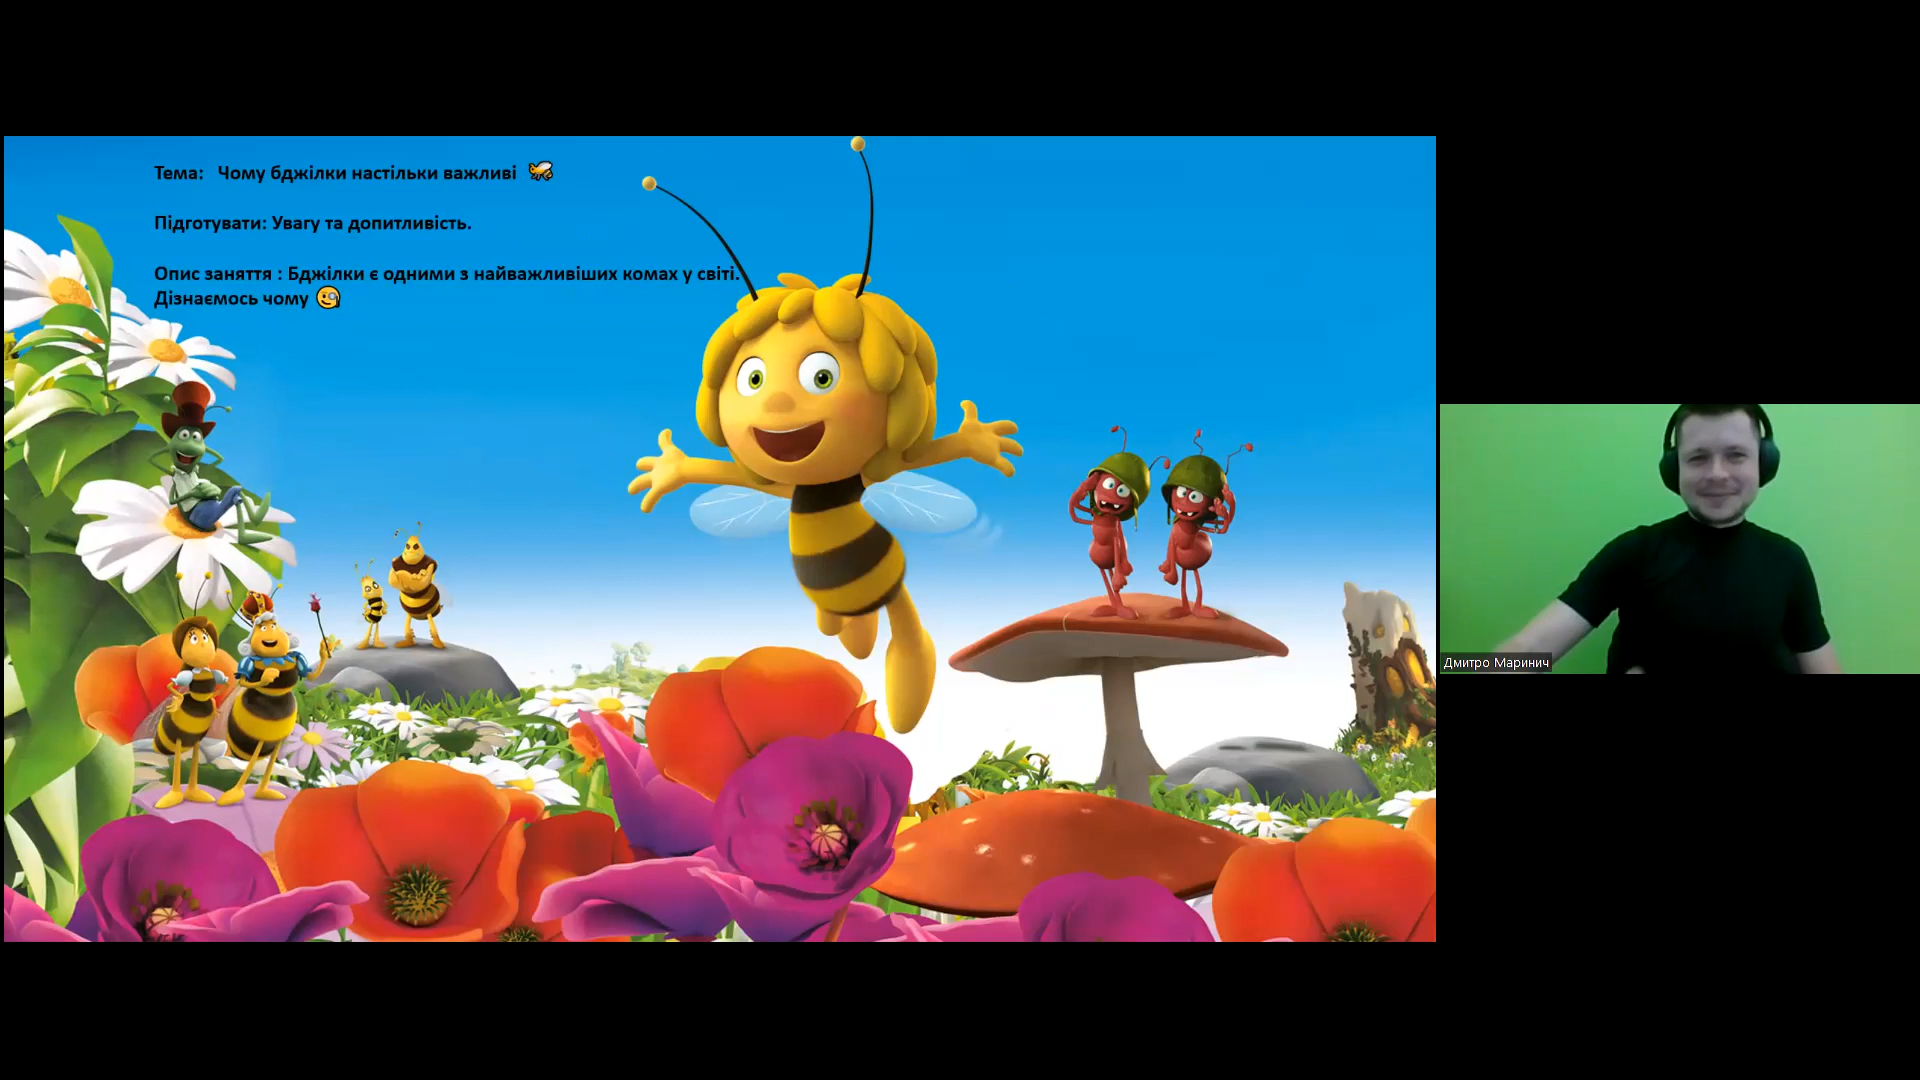 Тема: Чому бджілки настільки важливі 🐝
Підготувати: Увагу та допитливість.
Опис заняття : Бджілки є одними з найважливіших комах у світі.
Дізнаємось чому 🧐
Дмитро Маринич